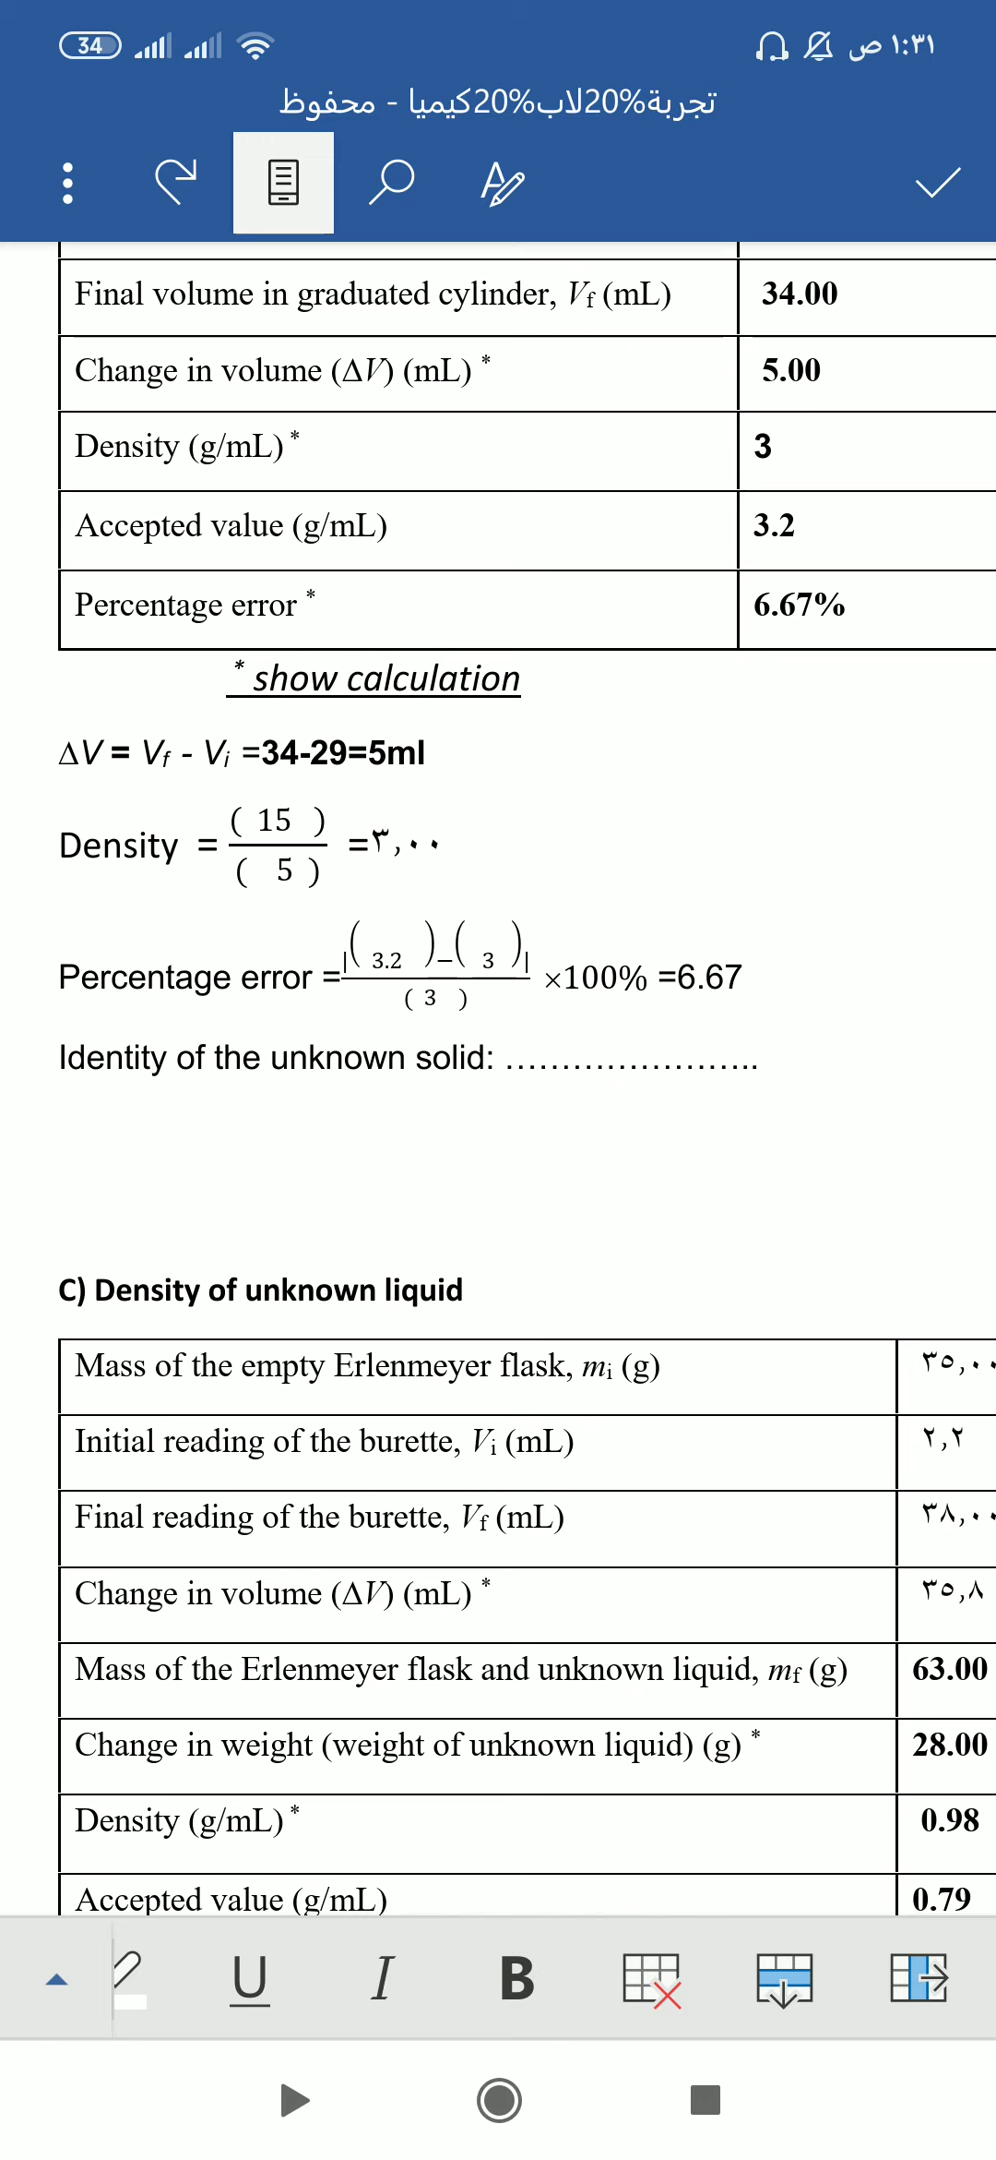 34
١:٣١ ص
تجربة%20لاب%20كيميا - محفوظ
Final volume in graduated cylinder, Vf (mL) 34.00
Change in volume (ΔV) (mL) * 5.00
Density (g/mL) * 3
Accepted value (g/mL) 3.2
Percentage error * 6.67%
* show calculation
ΔV = Vf - Vi =34-29=5ml
Density = ( 15 ) / ( 5 ) =٣,٠٠
Percentage error = |( 3.2 )−( 3 )| / ( 3 ) ×100% =6.67
Identity of the unknown solid: ……………………..
C) Density of unknown liquid
Mass of the empty Erlenmeyer flask, mi (g) ٣٥,٠٠
Initial reading of the burette, Vi (mL) ٢,٢
Final reading of the burette, Vf (mL) ٣٨,٠٠
Change in volume (ΔV) (mL) * ٣٥,٨
Mass of the Erlenmeyer flask and unknown liquid, mf (g) 63.00
Change in weight (weight of unknown liquid) (g) * 28.00
Density (g/mL) * 0.98
Accepted value (g/mL) 0.79
U I B